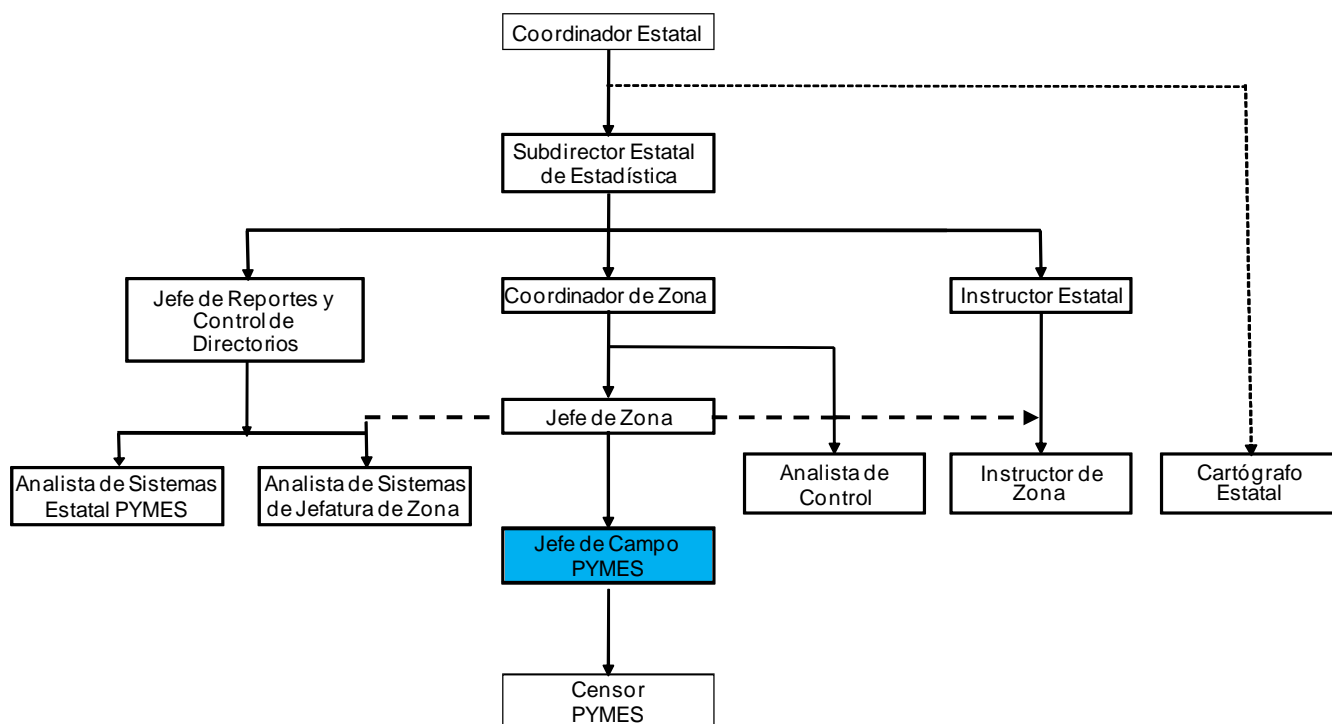 Coordinador Estatal
Subdirector Estatal
de Estadística
Jefe de Reportes y
Control de
Directorios
Coordinador de Zona
Instructor Estatal
Jefe de Zona
Analista de Sistemas
Estatal PYMES
Analista de Sistemas
de Jefatura de Zona
Analista de
Control
Instructor de
Zona
Cartógrafo
Estatal
Jefe de Campo
PYMES
Censor
PYMES